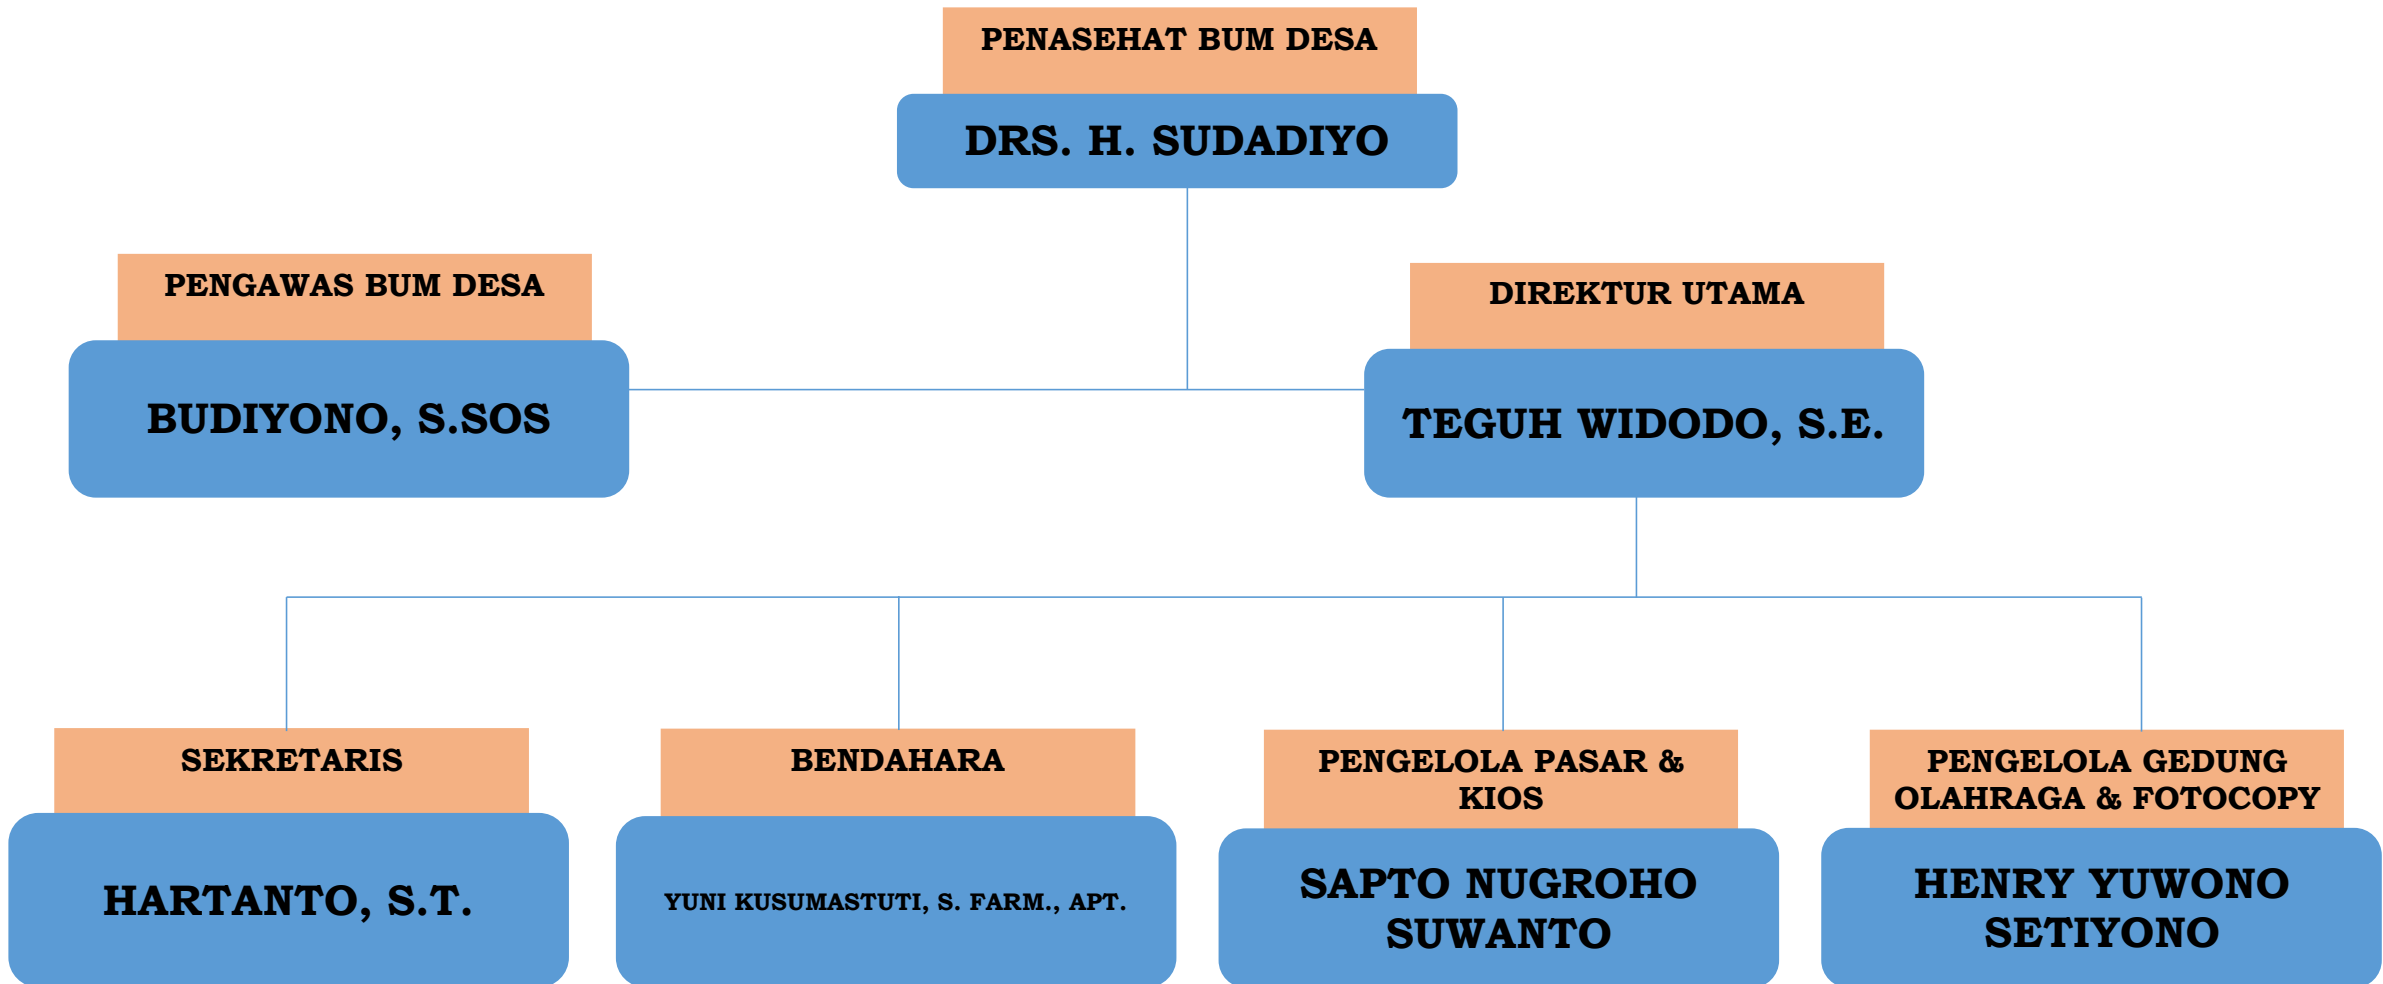 PENASEHAT BUM DESA
DRS. H. SUDADIYO
PENGAWAS BUM DESA
BUDIYONO, S.SOS
DIREKTUR UTAMA
TEGUH WIDODO, S.E.
SEKRETARIS
HARTANTO, S.T.
BENDAHARA
YUNI KUSUMASTUTI, S. FARM., APT.
PENGELOLA PASAR &
KIOS
SAPTO NUGROHO
SUWANTO
PENGELOLA GEDUNG
OLAHRAGA & FOTOCOPY
HENRY YUWONO
SETIYONO